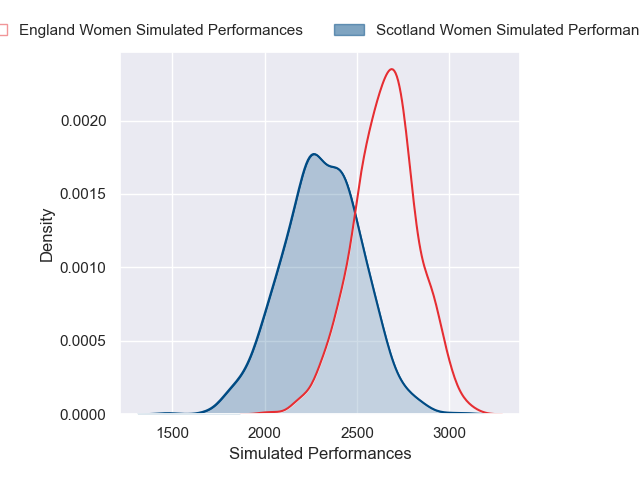 England Women Simulated Performances
Scotland Women Simulated Performan
0.0020
0.0015
0.0010
0.0005
0.0000
Density
1500 2000 2500 3000
Simulated Performances